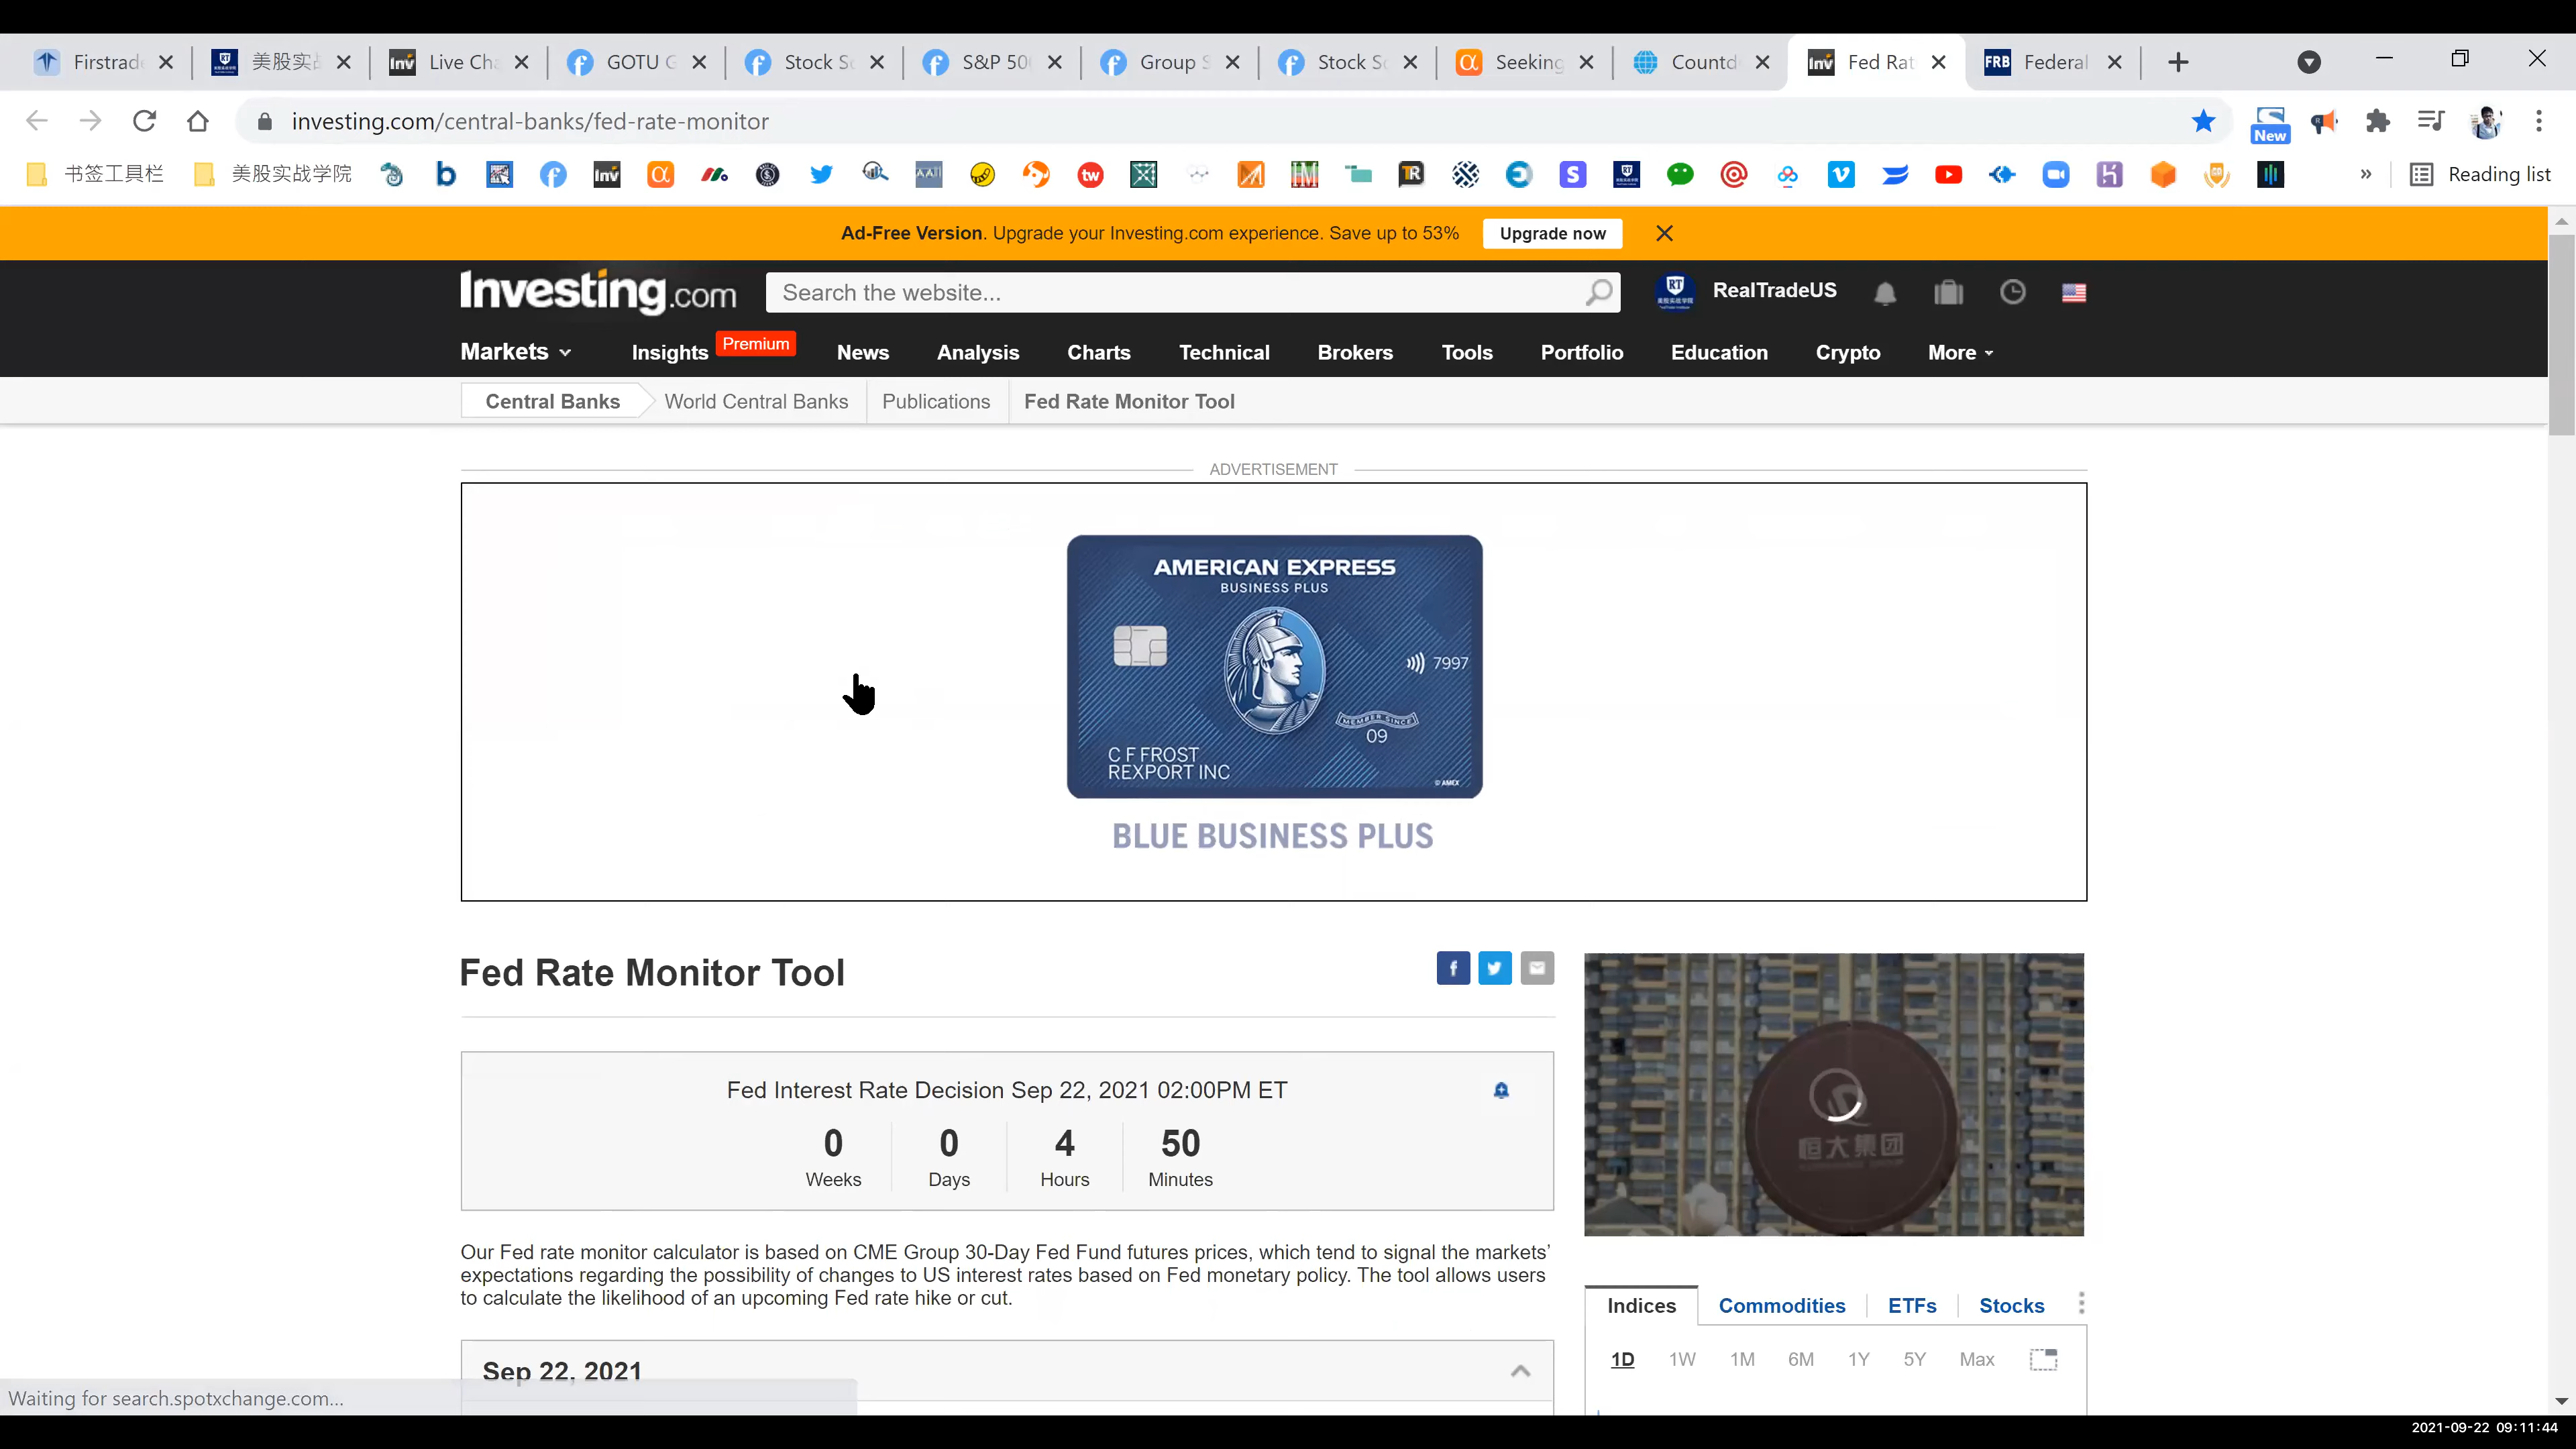 Firstrade
美股实战
Live Cha
GOTU G
Stock Sc
S&P 500
Group S
Stock Sc
Seeking
Countd
Fed Rat
FRB
Federal
investing.com/central-banks/fed-rate-monitor
New
书签工具栏
美股实战学院
Reading list
Ad-Free Version. Upgrade your Investing.com experience. Save up to 53%
Upgrade now
Investing.com
Search the website...
RealTradeUS
Markets
Insights
Premium
News
Analysis
Charts
Technical
Brokers
Tools
Portfolio
Education
Crypto
More
Central Banks
World Central Banks
Publications
Fed Rate Monitor Tool
ADVERTISEMENT
AMERICAN EXPRESS
BUSINESS PLUS
7997
MEMBER SINCE
09
C F FROST
REXPORT INC
© AMEX
BLUE BUSINESS PLUS
Fed Rate Monitor Tool
Fed Interest Rate Decision Sep 22, 2021 02:00PM ET
0 0 4 50
Weeks Days Hours Minutes
恒大集团
Our Fed rate monitor calculator is based on CME Group 30-Day Fed Fund futures prices, which tend to signal the markets'
expectations regarding the possibility of changes to US interest rates based on Fed monetary policy. The tool allows users
to calculate the likelihood of an upcoming Fed rate hike or cut.
Indices Commodities ETFs Stocks
1D 1W 1M 6M 1Y 5Y Max
Sep 22, 2021
Waiting for search.spotxchange.com...
2021-09-22 09:11:44